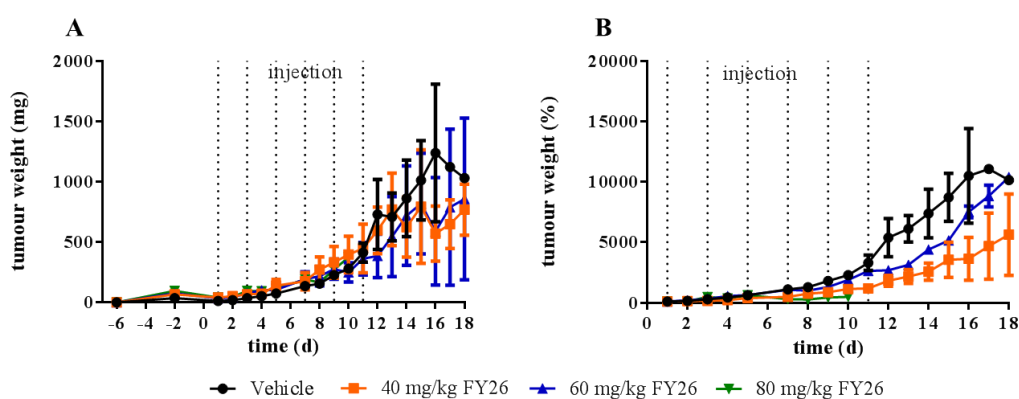 A
B
2000
1500
1000
500
0
tumour weight (mg)
injection
-6 -4 -2 0 2 4 6 8 10 12 14 16 18
time (d)
20000
15000
10000
5000
0
tumour weight (%)
injection
0 2 4 6 8 10 12 14 16 18
time (d)
Vehicle 40 mg/kg FY26 60 mg/kg FY26 80 mg/kg FY26